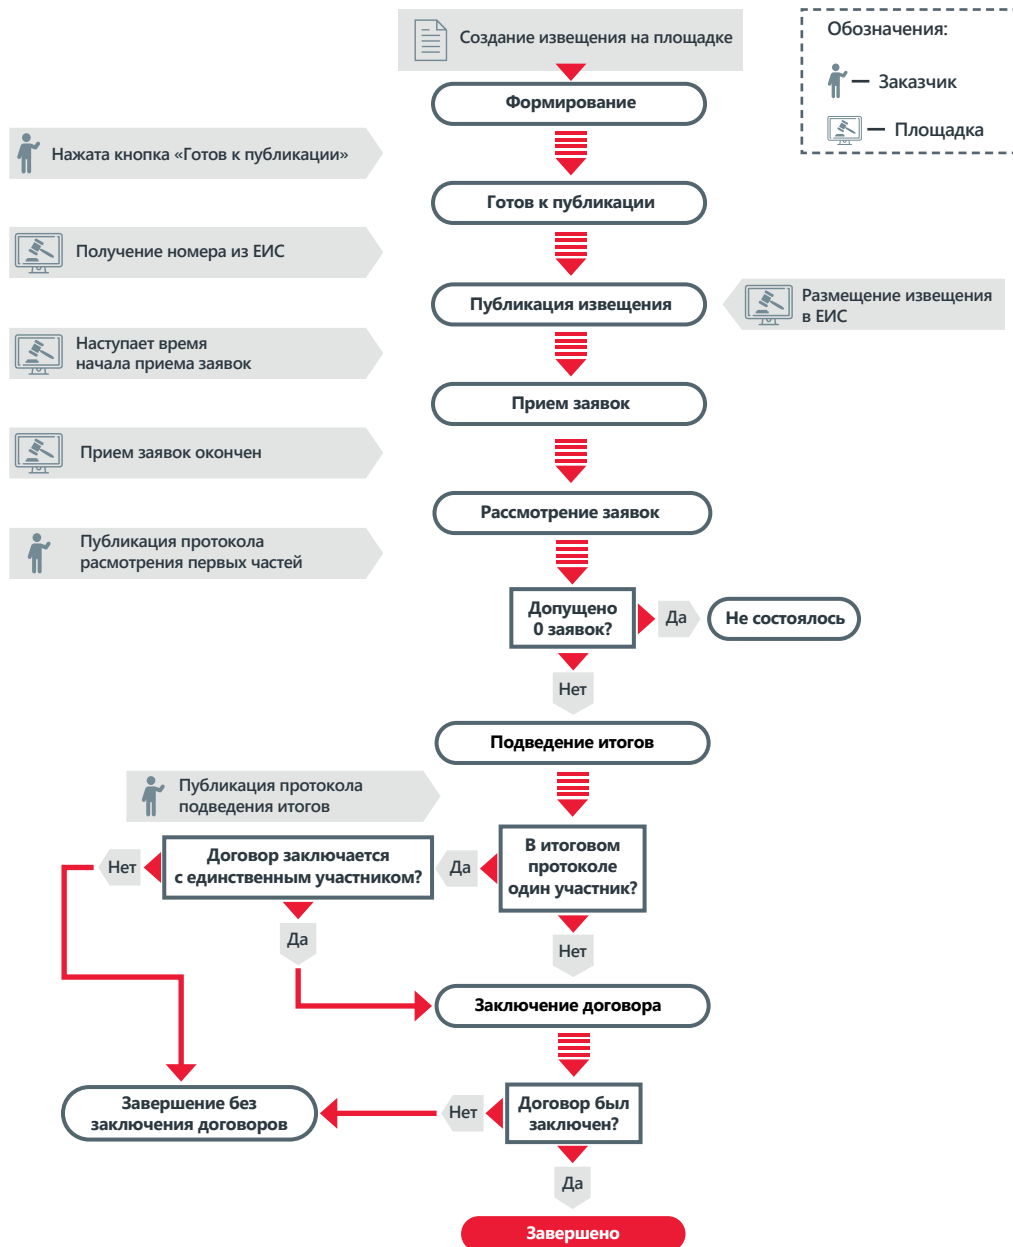 Создание извещения на площадке
Обозначения:
— Заказчик
— Площадка
Формирование
Нажата кнопка «Готов к публикации»
Готов к публикации
Получение номера из ЕИС
Публикация извещения
Размещение извещения
в ЕИС
Наступает время
начала приема заявок
Прием заявок
Прием заявок окончен
Рассмотрение заявок
Публикация протокола
расмотрения первых частей
Допущено
0 заявок?
Да
Не состоялось
Нет
Подведение итогов
Публикация протокола
подведения итогов
В итоговом
протоколе
один участник?
Да
Договор заключается
с единственным участником?
Нет
Да
Нет
Заключение договора
Договор был
заключен?
Нет
Завершение без
заключения договоров
Да
Завершено